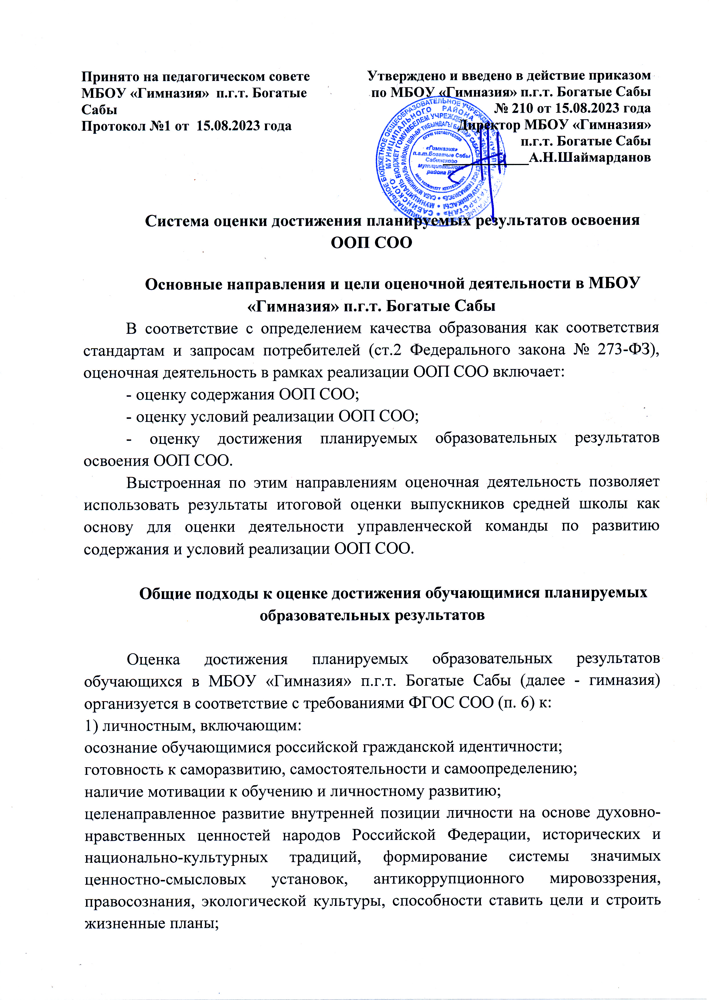 Принято на педагогическом совете
МБОУ «Гимназия» п.г.т. Богатые
Сабы
Протокол №1 от 15.08.2023 года
Утверждено и введено в действие приказом
по МБОУ «Гимназия» п.г.т. Богатые Сабы
№ 210 от 15.08.2023 года
Директор МБОУ «Гимназия»
п.г.т. Богатые Сабы
А.Н.Шаймарданов
«Гимназия»
п.г.т.Богатые Сабы
Сабинского
муниципального
района РТ
Система оценки достижения планируемых результатов освоения
ООП СОО
Основные направления и цели оценочной деятельности в МБОУ
«Гимназия» п.г.т. Богатые Сабы
В соответствие с определением качества образования как соответствия
стандартам и запросам потребителей (ст.2 Федерального закона № 273-ФЗ),
оценочная деятельность в рамках реализации ООП СОО включает:
- оценку содержания ООП СОО;
- оценку условий реализации ООП СОО;
- оценку достижения планируемых образовательных результатов
освоения ООП СОО.
Выстроенная по этим направлениям оценочная деятельность позволяет
использовать результаты итоговой оценки выпускников средней школы как
основу для оценки деятельности управленческой команды по развитию
содержания и условий реализации ООП СОО.
Общие подходы к оценке достижения обучающимися планируемых
образовательных результатов
Оценка достижения планируемых образовательных результатов
обучающихся в МБОУ «Гимназия» п.г.т. Богатые Сабы (далее - гимназия)
организуется в соответствие с требованиями ФГОС СОО (п. 6) к:
1) личностным, включающим:
осознание обучающимися российской гражданской идентичности;
готовность к саморазвитию, самостоятельности и самоопределению;
наличие мотивации к обучению и личностному развитию;
целенаправленное развитие внутренней позиции личности на основе духовно-
нравственных ценностей народов Российской Федерации, исторических и
национально-культурных традиций, формирование системы значимых
ценностно-смысловых установок, антикоррупционного мировоззрения,
правосознания, экологической культуры, способности ставить цели и строить
жизненные планы;